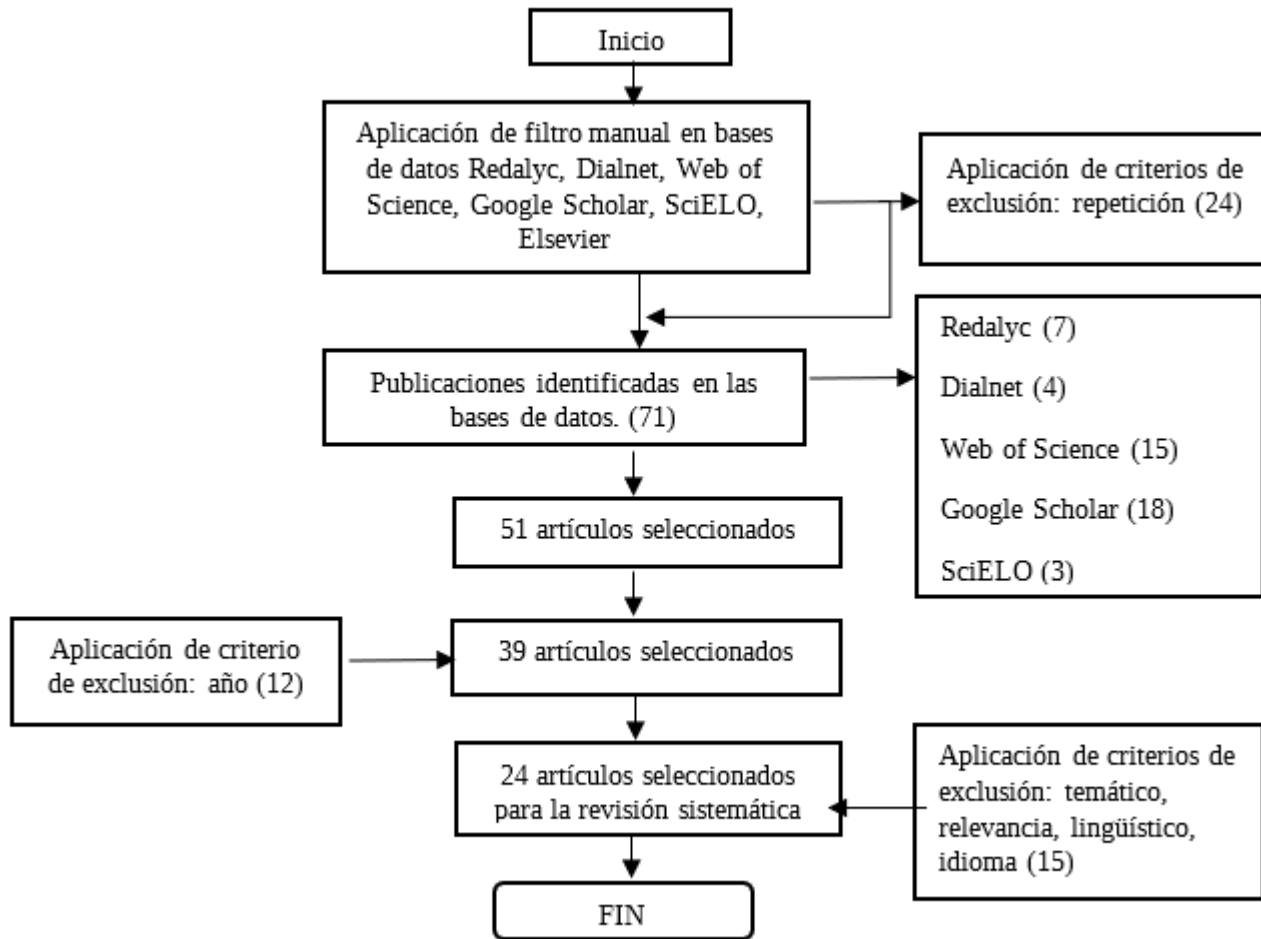 Inicio
Aplicación de filtro manual en bases
de datos Redalyc, Dialnet, Web of
Science, Google Scholar, SciELO,
Elsevier
Aplicación de criterios de
exclusión: repetición (24)
Publicaciones identificadas en las
bases de datos. (71)
Redalyc (7)
Dialnet (4)
Web of Science (15)
Google Scholar (18)
SciELO (3)
51 artículos seleccionados
Aplicación de criterio
de exclusión: año (12)
39 artículos seleccionados
24 artículos seleccionados
para la revisión sistemática
Aplicación de criterios de
exclusión: temático,
relevancia, lingüístico,
idioma (15)
FIN